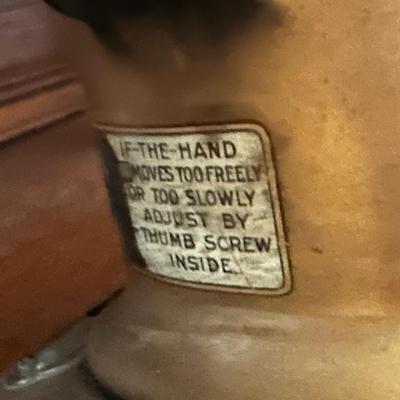 IF-THE-HAND
MOVES TOO FREELY
OR TOO SLOWLY
ADJUST BY
THUMB SCREW
INSIDE.